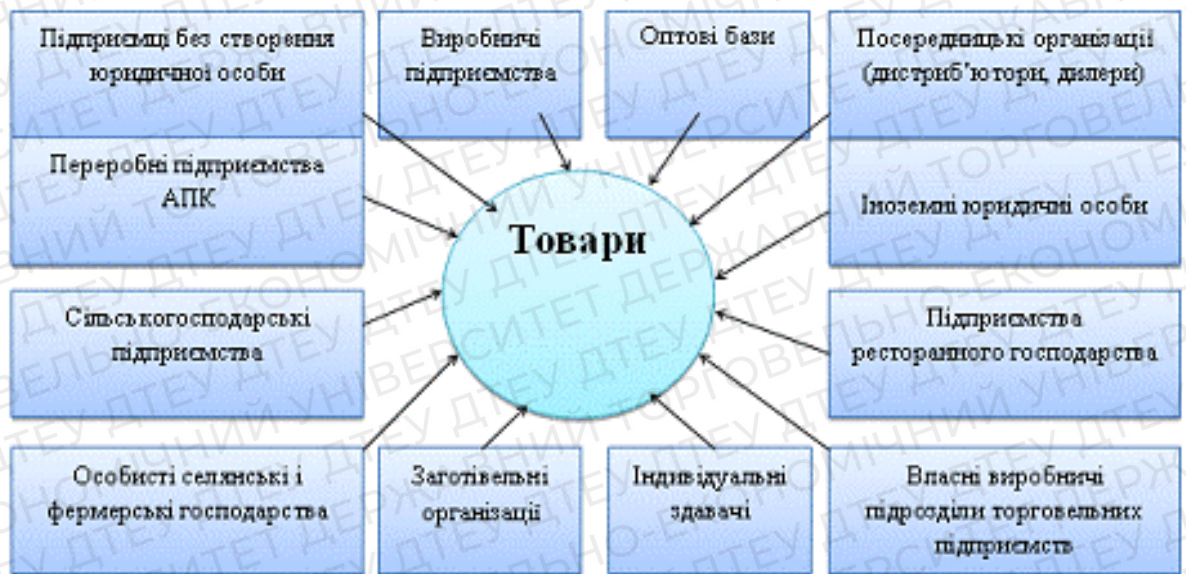 Підприємці без створення
юридичної особи
Виробничі
підприємства
Оптові бази
Посередницькі організації
(дистриб'ютори, дилери)
Переробні підприємства
АПК
Товари
Іноземні юридичні особи
Сільськогосподарські
підприємства
Підприємства
ресторанного господарства
Особисті селянські і
фермерські господарства
Заготівельні
організації
Індивідуальні
здавачі
Власні виробничі
підрозділи торговельних
підприємств